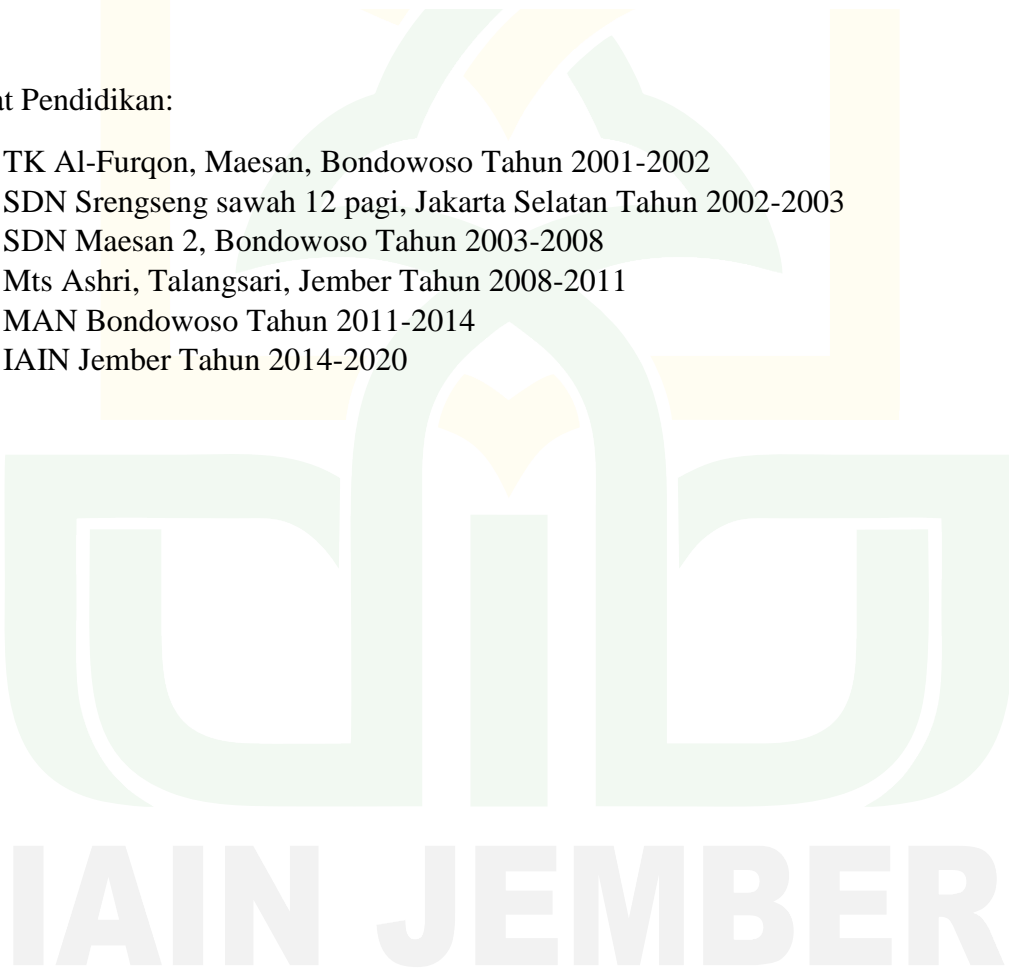 at Pendidikan:
TK Al-Furqon, Maesan, Bondowoso Tahun 2001-2002
SDN Srengseng sawah 12 pagi, Jakarta Selatan Tahun 2002-2003
SDN Maesan 2, Bondowoso Tahun 2003-2008
Mts Ashri, Talangsari, Jember Tahun 2008-2011
MAN Bondowoso Tahun 2011-2014
IAIN Jember Tahun 2014-2020
IAIN JEMBER